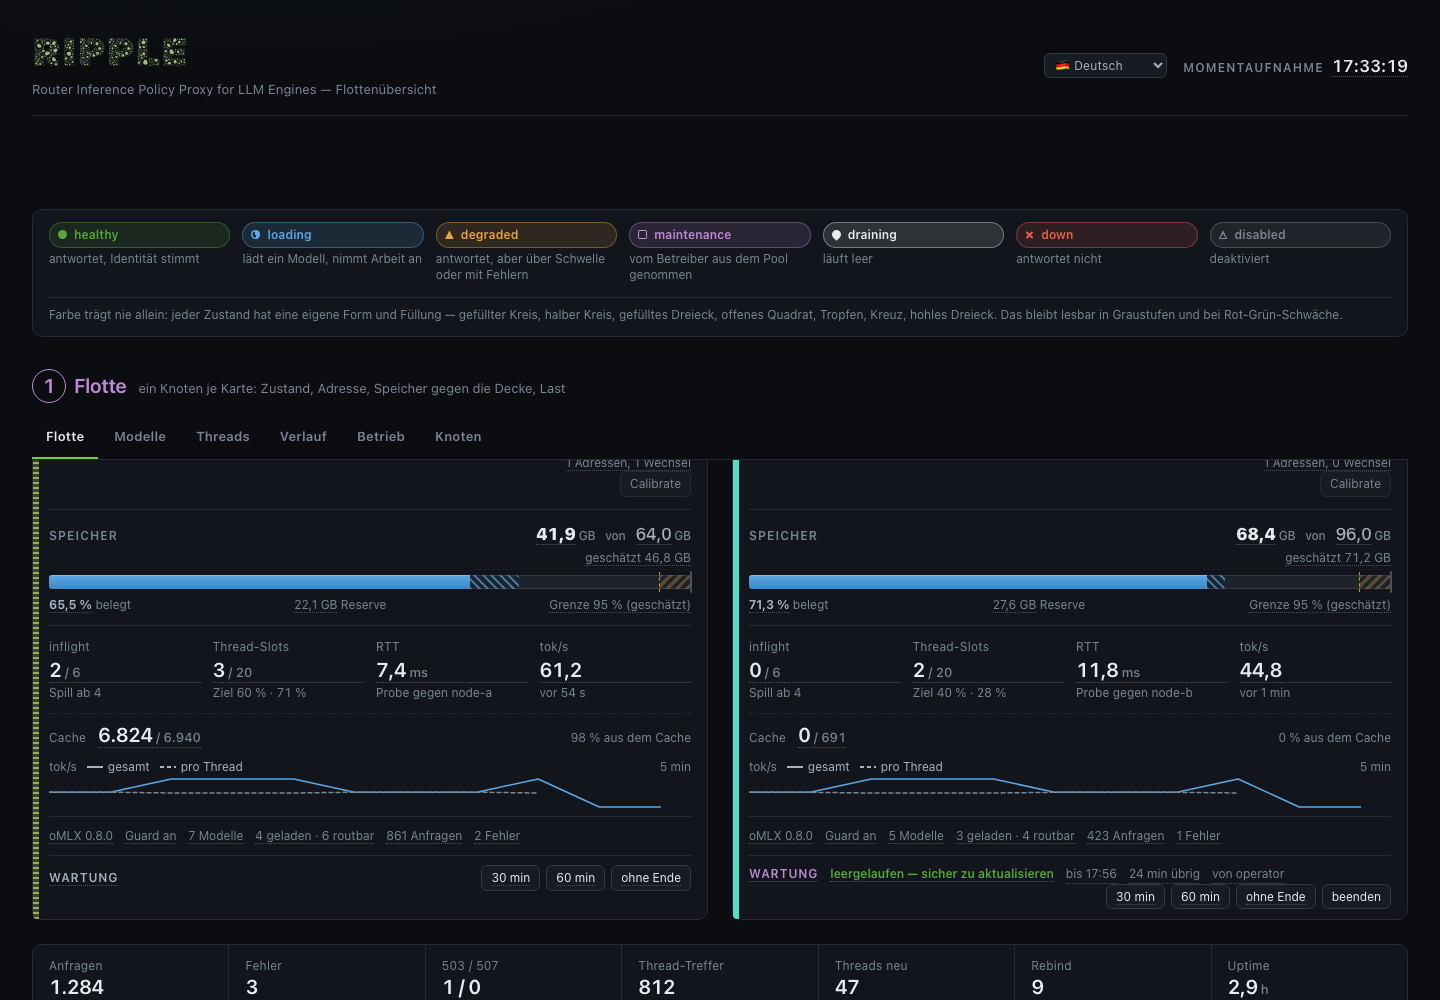 RIPPLE
Router Inference Policy Proxy for LLM Engines — Flottenübersicht
Deutsch
MOMENTAUFNAHME 17:33:19
healthy
antwortet, Identität stimmt
loading
lädt ein Modell, nimmt Arbeit an
degraded
antwortet, aber über Schwelle
oder mit Fehlern
maintenance
vom Betreiber aus dem Pool
genommen
draining
läuft leer
down
antwortet nicht
disabled
deaktiviert
Farbe trägt nie allein: jeder Zustand hat eine eigene Form und Füllung — gefüllter Kreis, halber Kreis, gefülltes Dreieck, offenes Quadrat, Tropfen, Kreuz, hohles Dreieck. Das bleibt lesbar in Graustufen und bei Rot-Grün-Schwäche.
1 Flotte ein Knoten je Karte: Zustand, Adresse, Speicher gegen die Decke, Last
Flotte Modelle Threads Verlauf Betrieb Knoten
1 Adressen, 1 Wechsel
Calibrate
SPEICHER 41,9 GB von 64,0 GB
geschätzt 46,8 GB
65,5 % belegt 22,1 GB Reserve Grenze 95 % (geschätzt)
inflight Thread-Slots RTT tok/s
2 / 6 3 / 20 7,4 ms 61,2
Spill ab 4 Ziel 60 % · 71 % Probe gegen node-a vor 54 s
Cache 6.824 / 6.940 98 % aus dem Cache
tok/s gesamt pro Thread 5 min
oMLX 0.8.0 Guard an 7 Modelle 4 geladen · 6 routbar 861 Anfragen 2 Fehler
WARTUNG 30 min 60 min ohne Ende
1 Adressen, 0 Wechsel
Calibrate
SPEICHER 68,4 GB von 96,0 GB
geschätzt 71,2 GB
71,3 % belegt 27,6 GB Reserve Grenze 95 % (geschätzt)
inflight Thread-Slots RTT tok/s
0 / 6 2 / 20 11,8 ms 44,8
Spill ab 4 Ziel 40 % · 28 % Probe gegen node-b vor 1 min
Cache 0 / 691 0 % aus dem Cache
tok/s gesamt pro Thread 5 min
oMLX 0.8.0 Guard an 5 Modelle 3 geladen · 4 routbar 423 Anfragen 1 Fehler
WARTUNG leergelaufen — sicher zu aktualisieren bis 17:56 24 min übrig von operator
30 min 60 min ohne Ende beenden
Anfragen Fehler 503 / 507 Thread-Treffer Threads neu Rebind Uptime
1.284 3 1 / 0 812 47 9 2,9 h